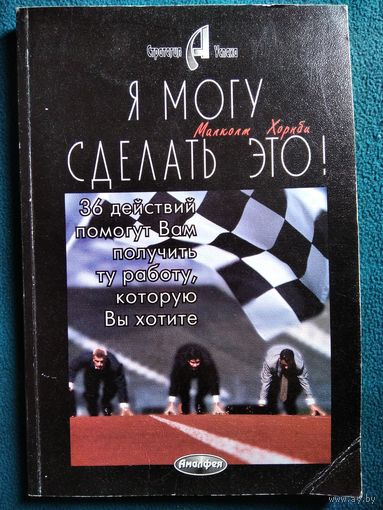 Стратегия А Успеха
Я МОГУ
Малколм Хорнби
СДЕЛАТЬ ЭТО!
36 действий
помогут Вам
получить
ту работу,
которую
Вы хотите
Амалфея
ay.by